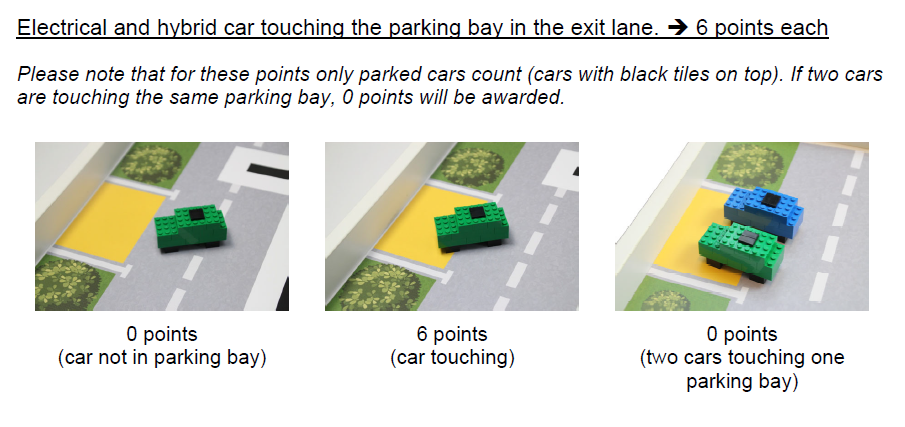 Electrical and hybrid car touching the parking bay in the exit lane. ➔ 6 points each
Please note that for these points only parked cars count (cars with black tiles on top). If two cars
are touching the same parking bay, 0 points will be awarded.
0 points
(car not in parking bay)
6 points
(car touching)
0 points
(two cars touching one
parking bay)